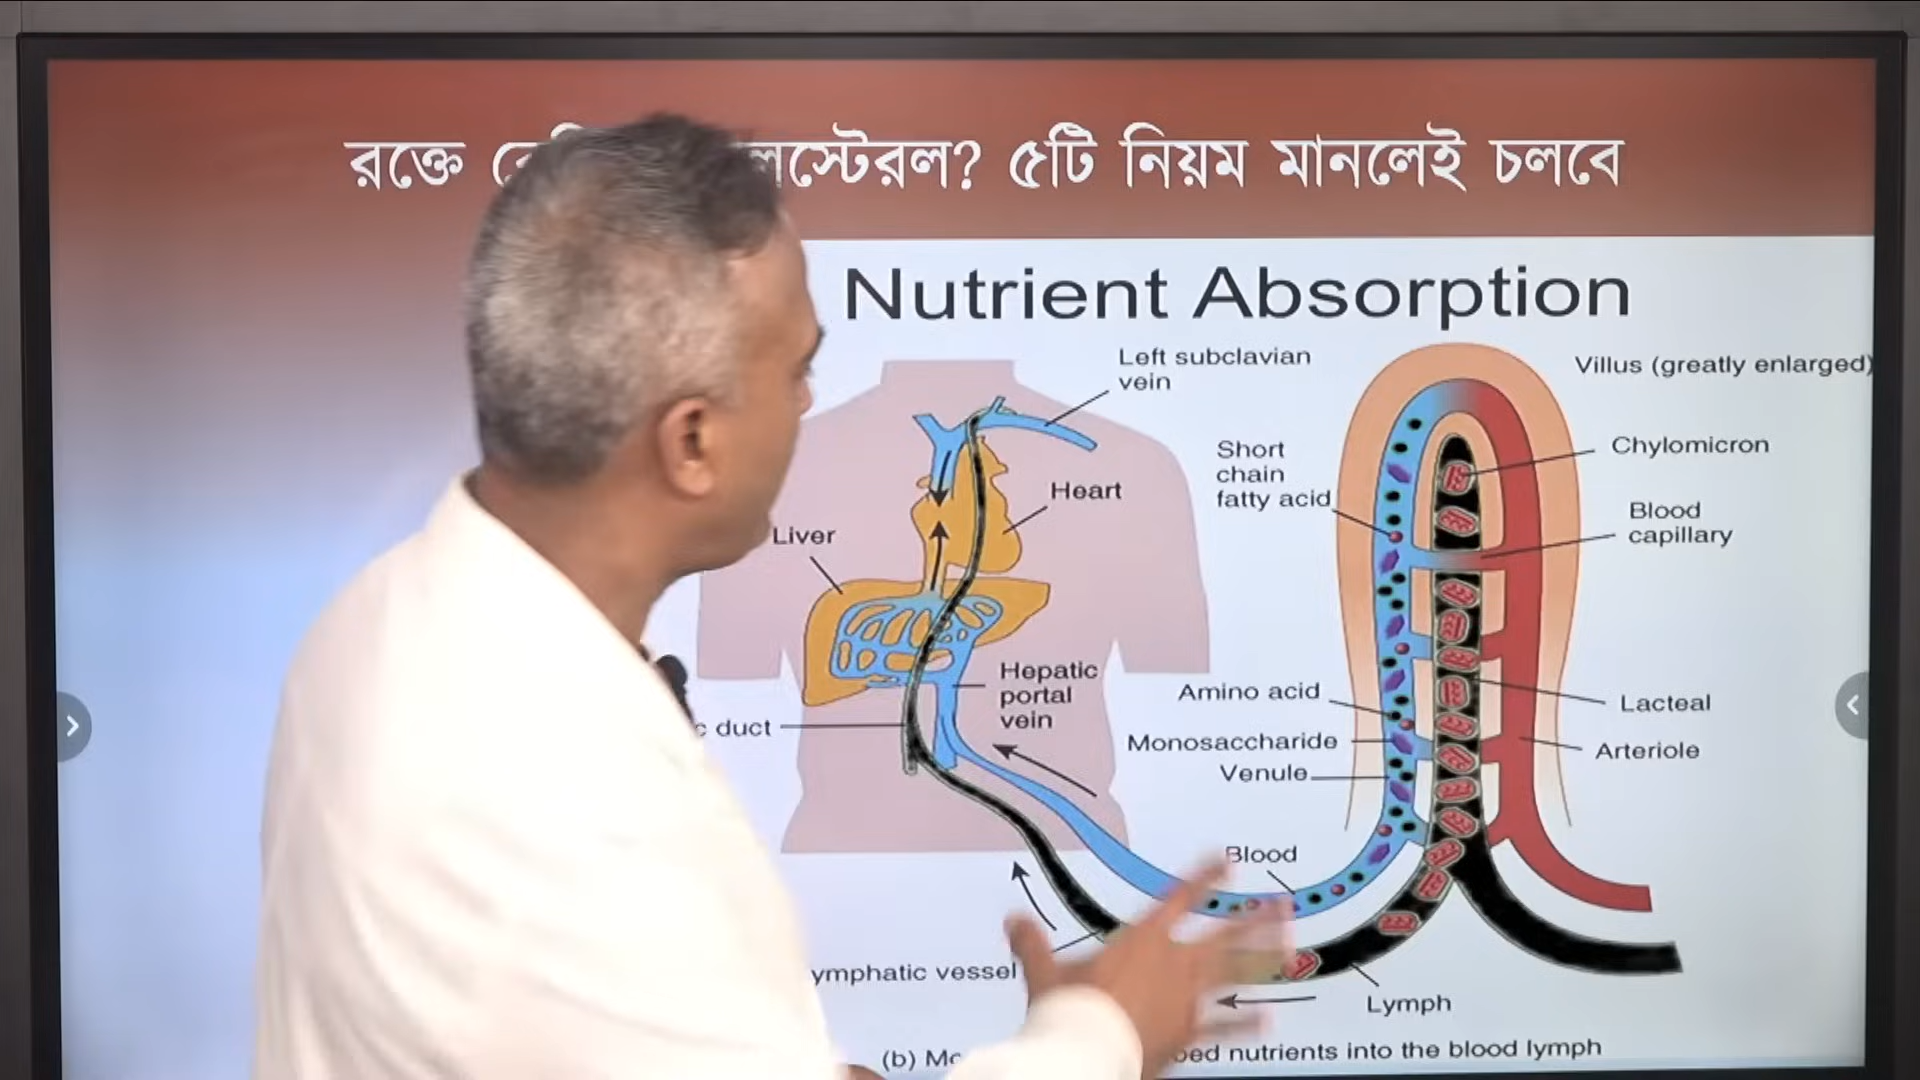 রক্তে লস্টেরল? ৫টি নিয়ম মানলেই চলবে
Nutrient Absorption
Left subclavian
vein
Villus (greatly enlarged)
Short
chain
fatty acid
Chylomicron
Heart
Blood
capillary
Liver
Hepatic
portal
vein
Amino acid
Lacteal
c duct
Monosaccharide
Arteriole
Venule
Blood
ymphatic vessel
Lymph
(b) nutrients into the blood lymph